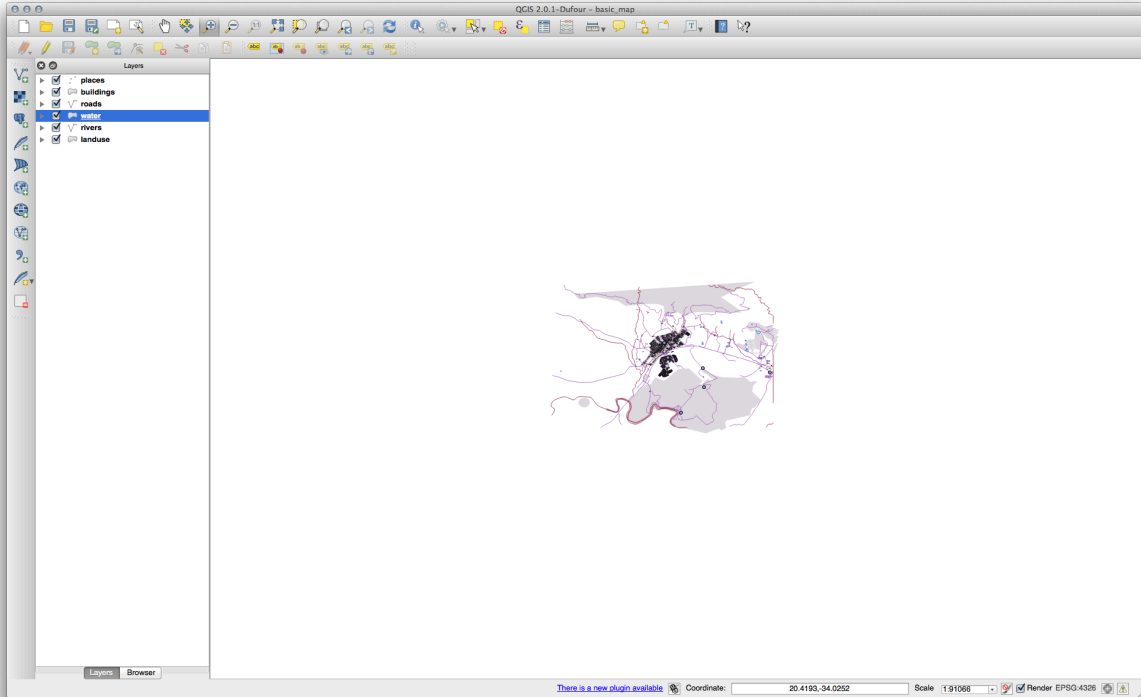 QGIS 2.0.1-Dufour - basic_map
Layers
places
buildings
roads
water
rivers
landuse
Layers Browser
There is a new plugin available Coordinate: 20.4193,-34.0252 Scale 1:91066 Render EPSG:4326